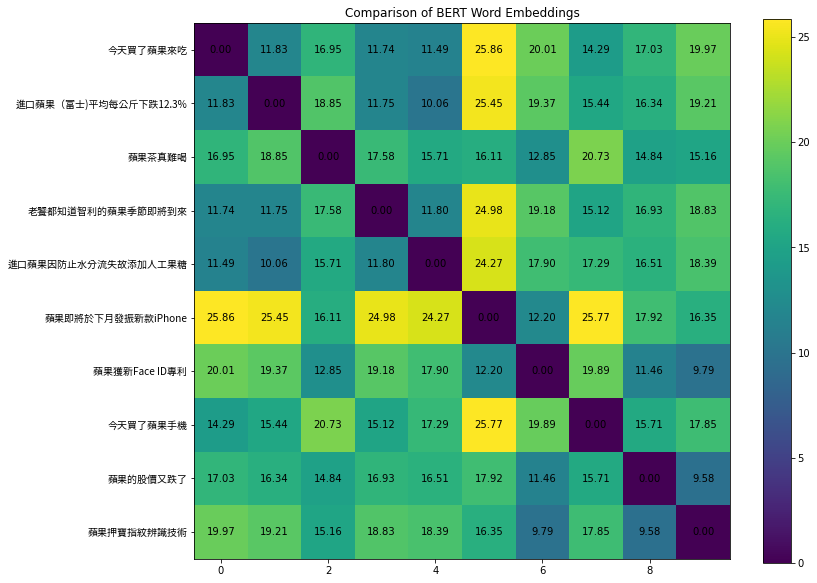 Comparison of BERT Word Embeddings
今天買了蘋果來吃 0.00 11.83 16.95 11.74 11.49 25.86 20.01 14.29 17.03 19.97
進口蘋果（富士)平均每公斤下跌12.3% 11.83 0.00 18.85 11.75 10.06 25.45 19.37 15.44 16.34 19.21
蘋果茶真難喝 16.95 18.85 0.00 17.58 15.71 16.11 12.85 20.73 14.84 15.16
老饕都知道智利的蘋果季節即將到來 11.74 11.75 17.58 0.00 11.80 24.98 19.18 15.12 16.93 18.83
進口蘋果因防止水分流失故添加人工果糖 11.49 10.06 15.71 11.80 0.00 24.27 17.90 17.29 16.51 18.39
蘋果即將於下月發振新款iPhone 25.86 25.45 16.11 24.98 24.27 0.00 12.20 25.77 17.92 16.35
蘋果獲新Face ID專利 20.01 19.37 12.85 19.18 17.90 12.20 0.00 19.89 11.46 9.79
今天買了蘋果手機 14.29 15.44 20.73 15.12 17.29 25.77 19.89 0.00 15.71 17.85
蘋果的股價又跌了 17.03 16.34 14.84 16.93 16.51 17.92 11.46 15.71 0.00 9.58
蘋果押寶指紋辨識技術 19.97 19.21 15.16 18.83 18.39 16.35 9.79 17.85 9.58 0.00
0 2 4 6 8
25
20
15
10
5
0